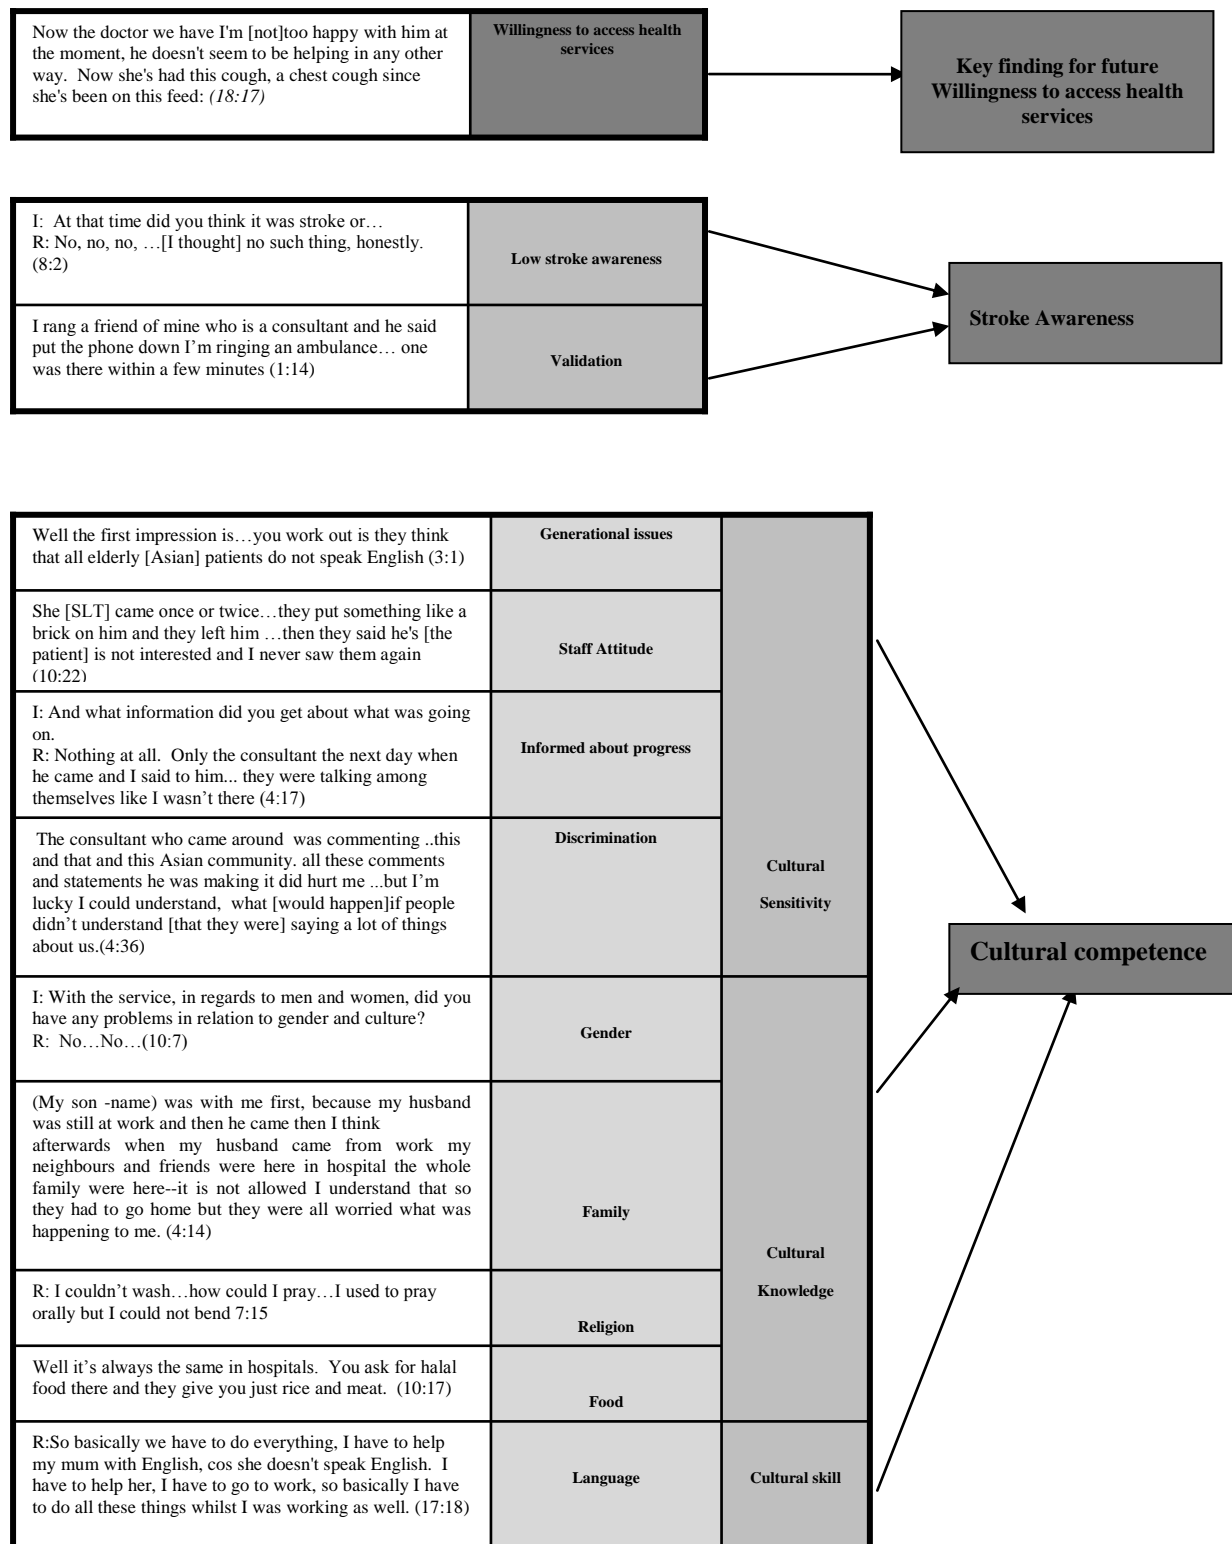 Now the doctor we have I'm [not]too happy with him at
the moment, he doesn't seem to be helping in any other
way.  Now she's had this cough, a chest cough since
she's been on this feed: (18:17)
Willingness to access health
services
Key finding for future
Willingness to access health
services
I:  At that time did you think it was stroke or…
R: No, no, no, …[I thought] no such thing, honestly.
(8:2)
Low stroke awareness
I rang a friend of mine who is a consultant and he said
put the phone down I’m ringing an ambulance… one
was there within a few minutes (1:14)
Validation
Stroke Awareness
Well the first impression is…you work out is they think
that all elderly [Asian] patients do not speak English (3:1)
Generational issues
She [SLT] came once or twice…they put something like a
brick on him and they left him …then they said he's [the
patient] is not interested and I never saw them again
(10:22)
Staff Attitude
I: And what information did you get about what was going
on.
R: Nothing at all.  Only the consultant the next day when
he came and I said to him... they were talking among
themselves like I wasn’t there (4:17)
Informed about progress
The consultant who came around  was commenting ..this
and that and this Asian community. all these comments
and statements he was making it did hurt me ...but I’m
lucky I could understand,  what [would happen]if people
didn’t understand [that they were] saying a lot of things
about us.(4:36)
Discrimination
Cultural
Sensitivity
Cultural competence
I: With the service, in regards to men and women, did you
have any problems in relation to gender and culture?
R:  No…No…(10:7)
Gender
(My son -name) was with me first, because my husband
was still at work and then he came then I think
afterwards when my husband came from work my
neighbours and friends were here in hospital the whole
family were here--it is not allowed I understand that so
they had to go home but they were all worried what was
happening to me. (4:14)
Family
Cultural
Knowledge
R: I couldn’t wash…how could I pray…I used to pray
orally but I could not bend 7:15
Religion
Well it’s always the same in hospitals.  You ask for halal
food there and they give you just rice and meat.  (10:17)
Food
R:So basically we have to do everything, I have to help
my mum with English, cos she doesn't speak English.  I
have to help her, I have to go to work, so basically I have
to do all these things whilst I was working as well. (17:18)
Language
Cultural skill